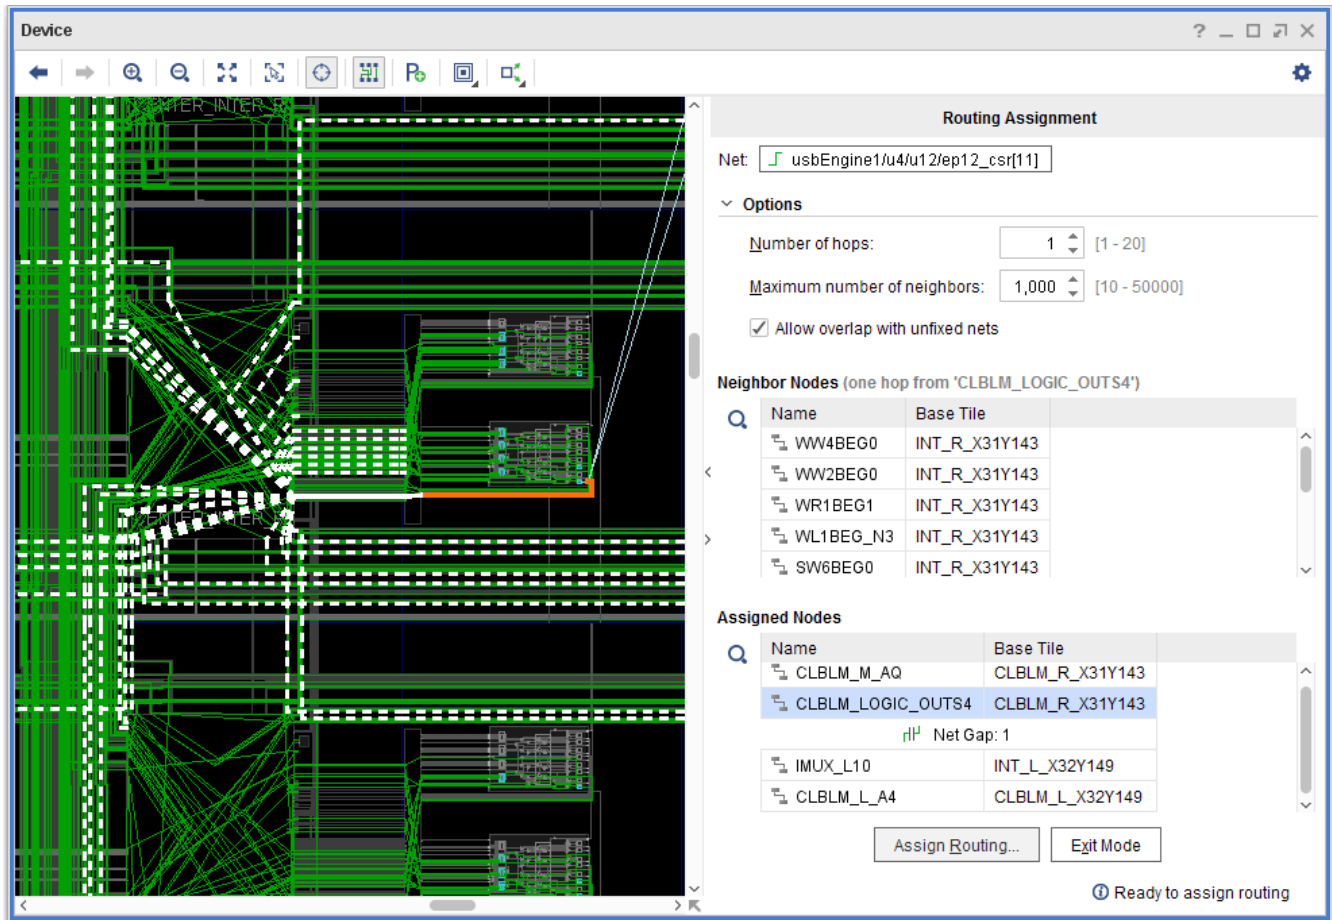 Device
Routing Assignment
Net: usbEngine1/u4/u12/ep12_csr[11]
Options
Number of hops: 1 [1 - 20]
Maximum number of neighbors: 1,000 [10 - 50000]
Allow overlap with unfixed nets
Neighbor Nodes (one hop from 'CLBLM_LOGIC_OUTS4')
Name Base Tile
WW4BEG0 INT_R_X31Y143
WW2BEG0 INT_R_X31Y143
WR1BEG1 INT_R_X31Y143
WL1BEG_N3 INT_R_X31Y143
SW6BEG0 INT_R_X31Y143
Assigned Nodes
Name Base Tile
CLBLM_M_AQ CLBLM_R_X31Y143
CLBLM_LOGIC_OUTS4 CLBLM_R_X31Y143
Net Gap: 1
IMUX_L10 INT_L_X32Y149
CLBLM_L_A4 CLBLM_L_X32Y149
Assign Routing... Exit Mode
Ready to assign routing